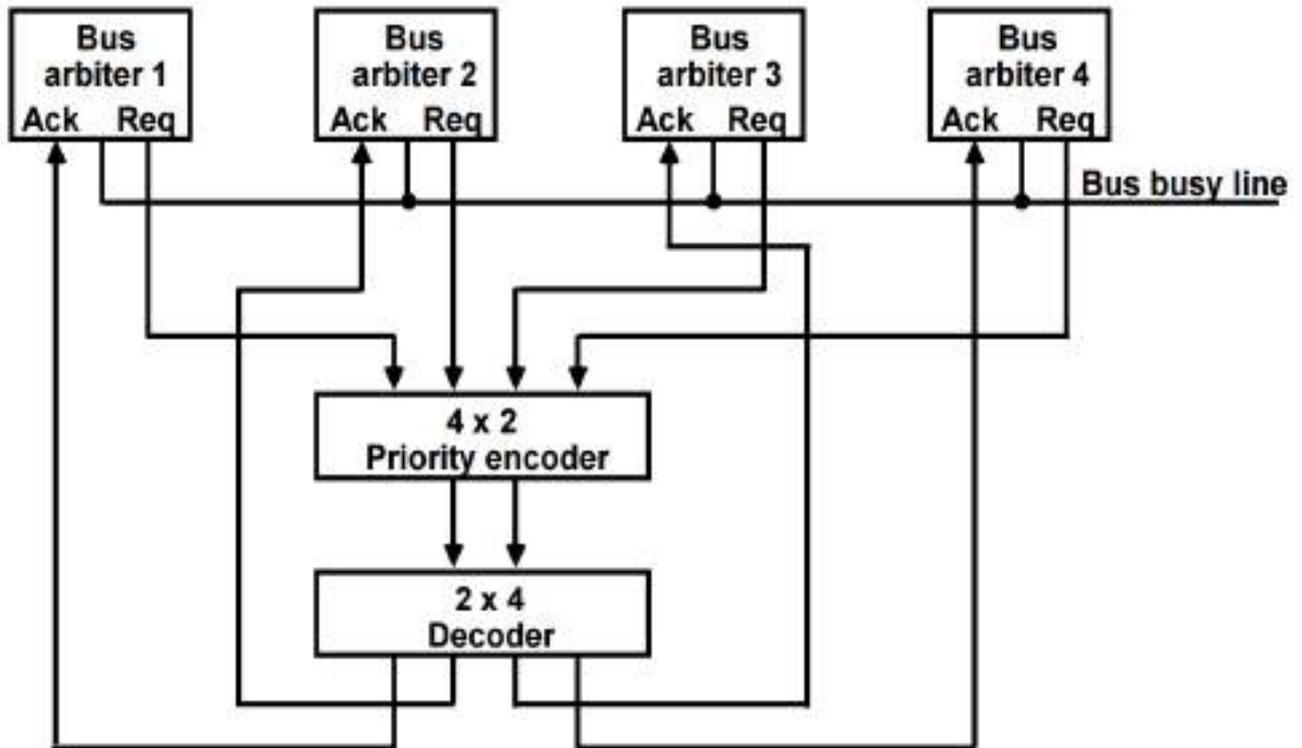 Bus
arbiter 1
Ack Req
Bus
arbiter 2
Ack Req
Bus
arbiter 3
Ack Req
Bus
arbiter 4
Ack Req
Bus busy line
4 x 2
Priority encoder
2 x 4
Decoder